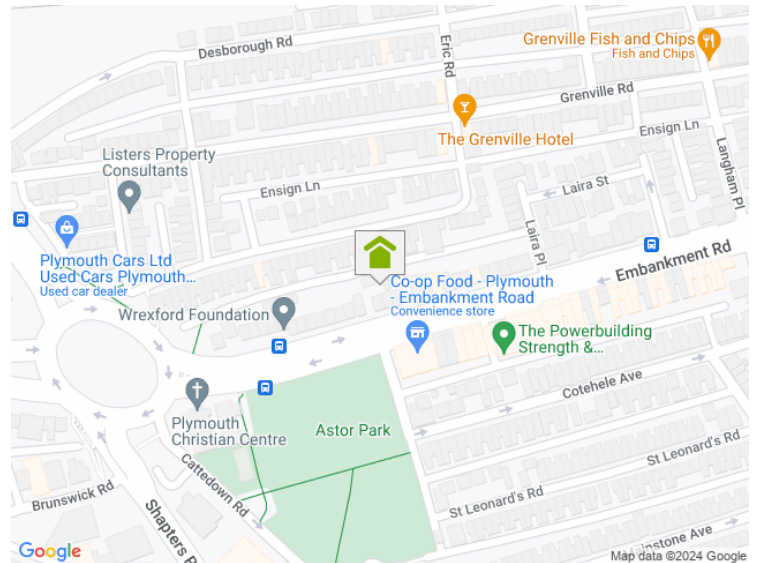 Desborough Rd
Eric Rd
Grenville Fish and Chips
Fish and Chips
Grenville Rd
The Grenville Hotel
Ensign Ln
Langham Pl
Listers Property
Consultants
Ensign Ln
Laira St
Laira Pl
Plymouth Cars Ltd
Used Cars Plymouth...
Used car dealer
Embankment Rd
Co-op Food - Plymouth
- Embankment Road
Convenience store
Wrexford Foundation
The Powerbuilding
Strength &...
Cotehele Ave
Plymouth
Christian Centre
Astor Park
St Leonard's Rd
Cattedown Rd
Brunswick Rd
St Leonard's Rd
Shapters
Google
Map data ©2024 Google